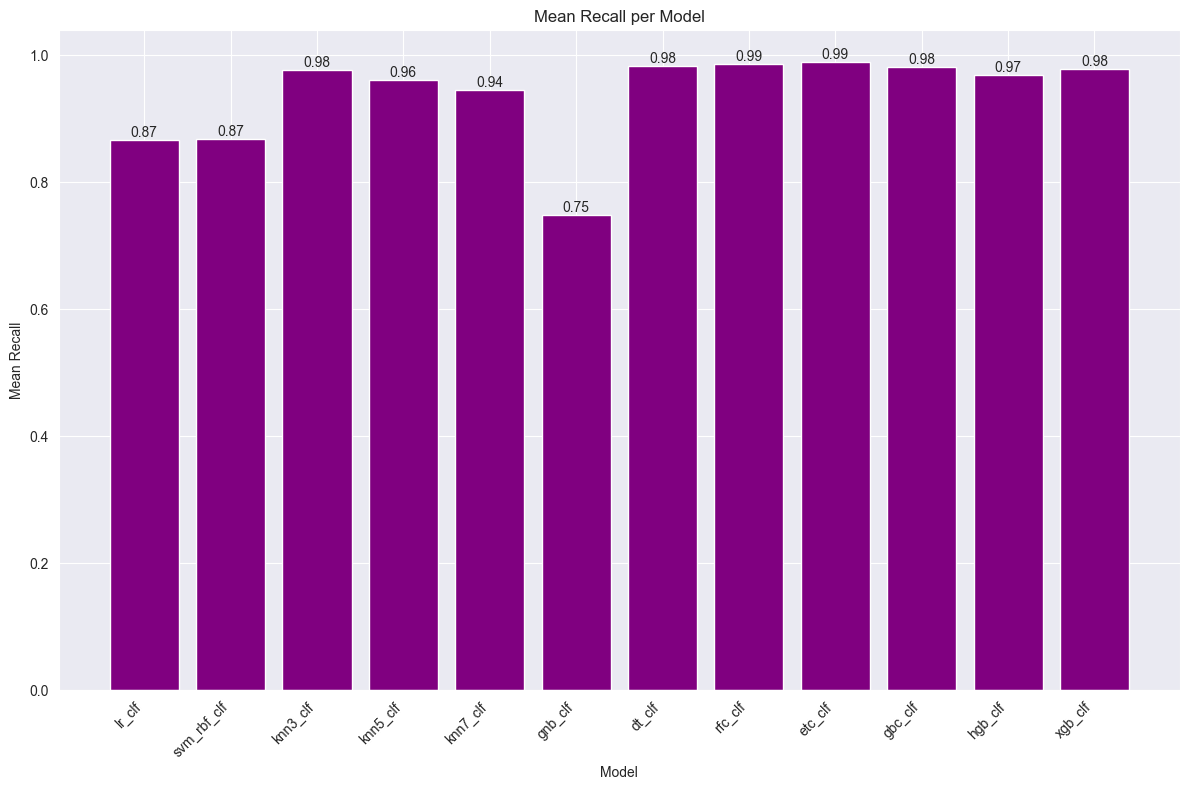 Mean Recall per Model
Mean Recall
1.0
0.8
0.6
0.4
0.2
0.0
0.87
0.87
0.98
0.96
0.94
0.75
0.98
0.99
0.99
0.98
0.97
0.98
lr_clf
svm_rbf_clf
knn3_clf
knn5_clf
knn7_clf
gnb_clf
dt_clf
rfc_clf
etc_clf
gbc_clf
hgb_clf
xgb_clf
Model